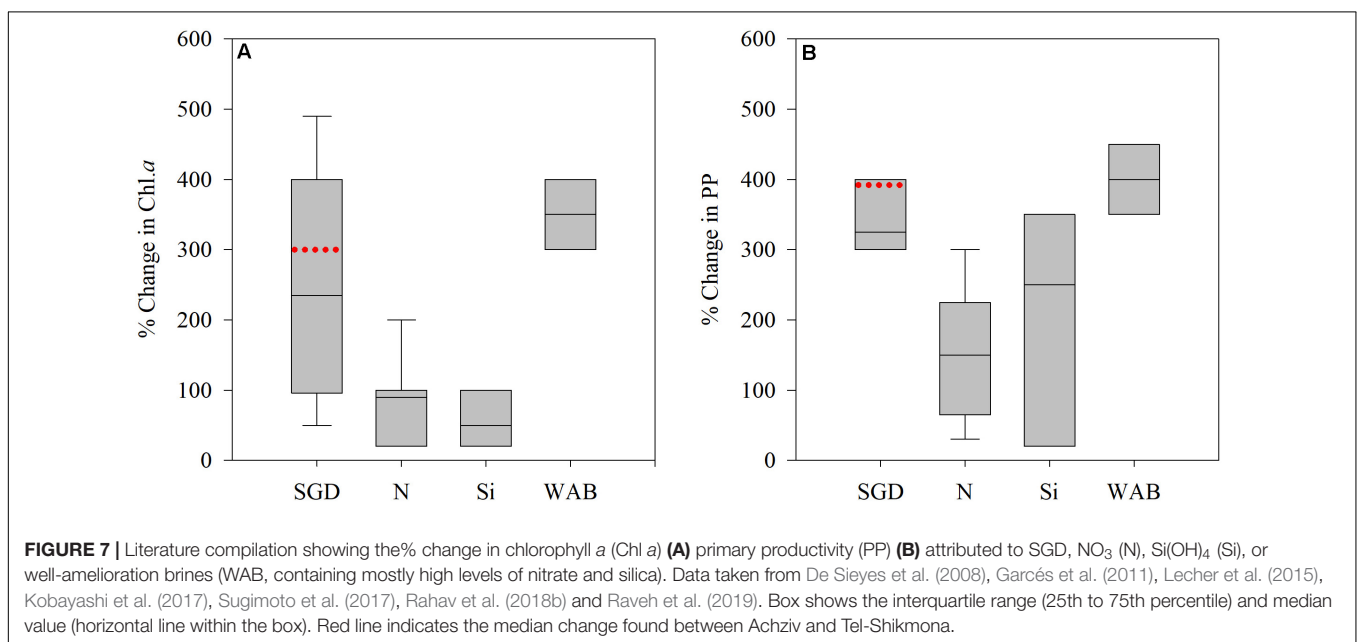 600
A
500
400
300
200
100
0
% Change in Chl.a
SGD N Si WAB
600
B
500
400
300
200
100
0
% Change in PP
SGD N Si WAB
FIGURE 7 | Literature compilation showing the% change in chlorophyll a (Chl a) (A) primary productivity (PP) (B) attributed to SGD, NO3 (N), Si(OH)4 (Si), or
well-amelioration brines (WAB, containing mostly high levels of nitrate and silica). Data taken from De Sieyes et al. (2008), Garcés et al. (2011), Lecher et al. (2015),
Kobayashi et al. (2017), Sugimoto et al. (2017), Rahav et al. (2018b) and Raveh et al. (2019). Box shows the interquartile range (25th to 75th percentile) and median
value (horizontal line within the box). Red line indicates the median change found between Achziv and Tel-Shikmona.